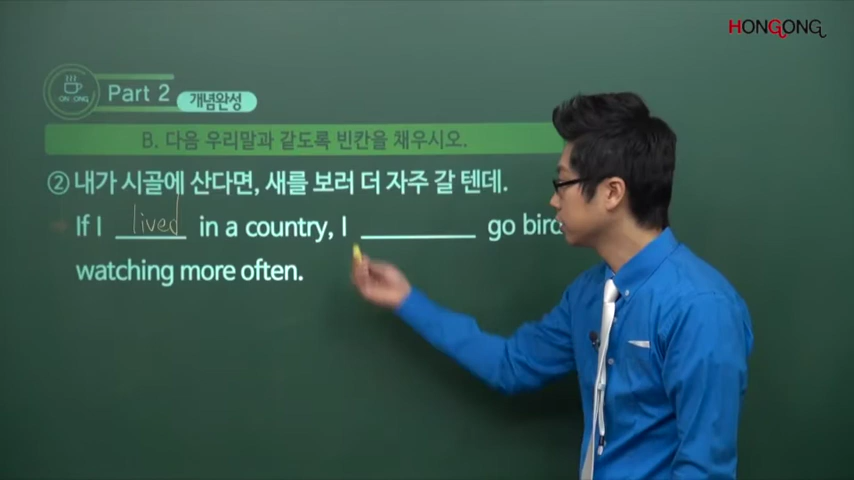 HONGONG
Part 2 개념완성
B. 다음 우리말과 같도록 빈칸을 채우시오.
② 내가 시골에 산다면, 새를 보러 더 자주 갈 텐데.
If I lived in a country, I ________ go bird
watching more often.